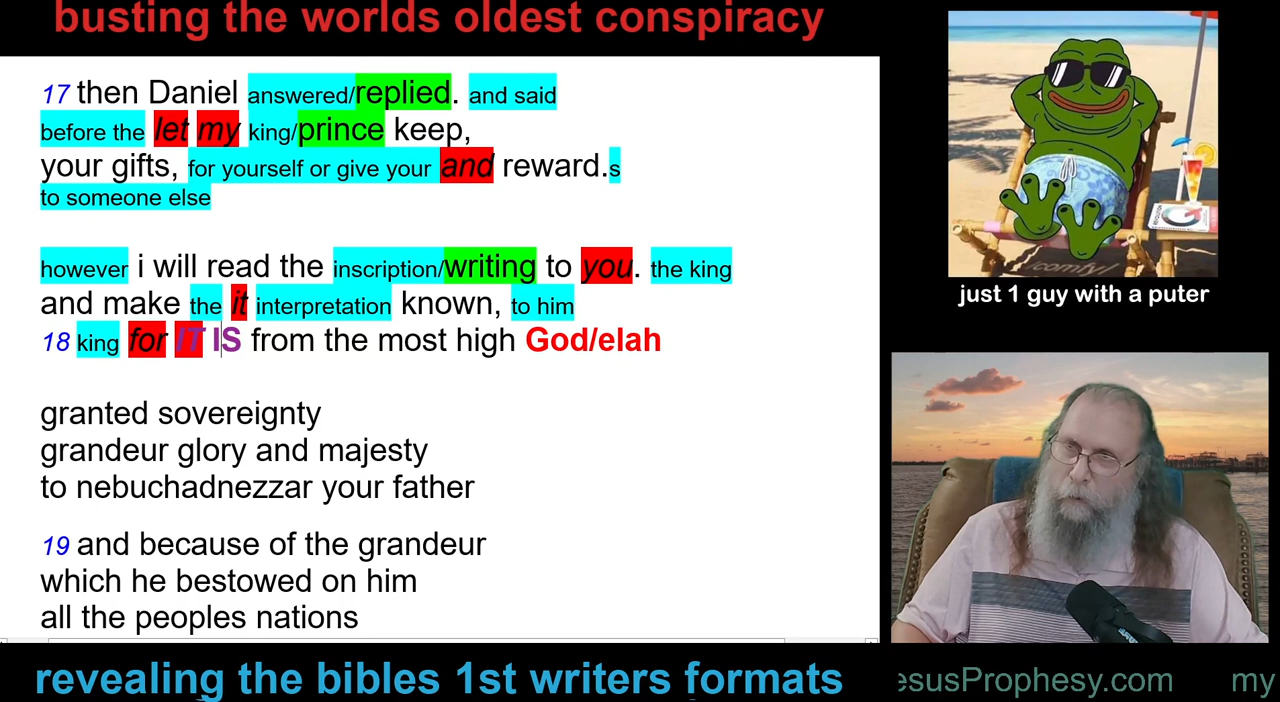 busting the worlds oldest conspiracy
17 then Daniel answered/replied. and said
before the let my king/prince keep,
your gifts, for yourself or give your and reward.s
to someone else
however i will read the inscription/writing to you. the king
and make the it interpretation known, to him
18 king for IT IS from the most high God/elah
granted sovereignty
grandeur glory and majesty
to nebuchadnezzar your father
19 and because of the grandeur
which he bestowed on him
all the peoples nations
comfy!
just 1 guy with a puter
revealing the bibles 1st writers formats
esusProphesy.com my